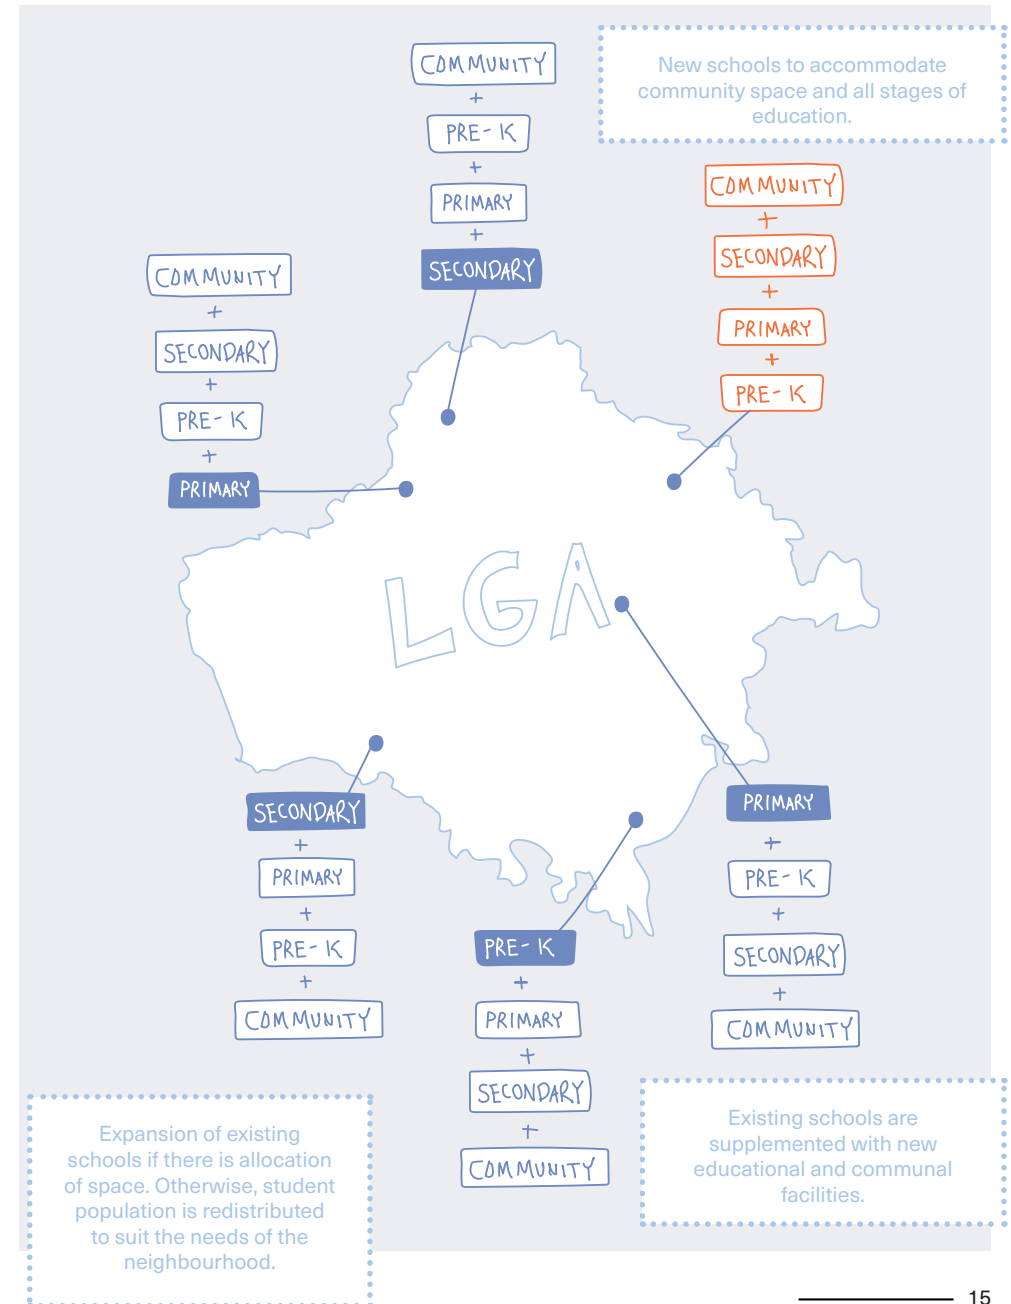 COMMUNITY
+
PRE-K
+
PRIMARY
+
SECONDARY
New schools to accommodate
community space and all stages of
education.
COMMUNITY
+
SECONDARY
+
PRIMARY
+
PRE-K
COMMUNITY
+
SECONDARY
+
PRE-K
+
PRIMARY
LGA
SECONDARY
+
PRIMARY
+
PRE-K
+
COMMUNITY
PRE-K
+
PRIMARY
+
SECONDARY
+
COMMUNITY
PRIMARY
+
PRE-K
+
SECONDARY
+
COMMUNITY
Expansion of existing
schools if there is allocation
of space. Otherwise, student
population is redistributed
to suit the needs of the
neighbourhood.
Existing schools are
supplemented with new
educational and communal
facilities.
15